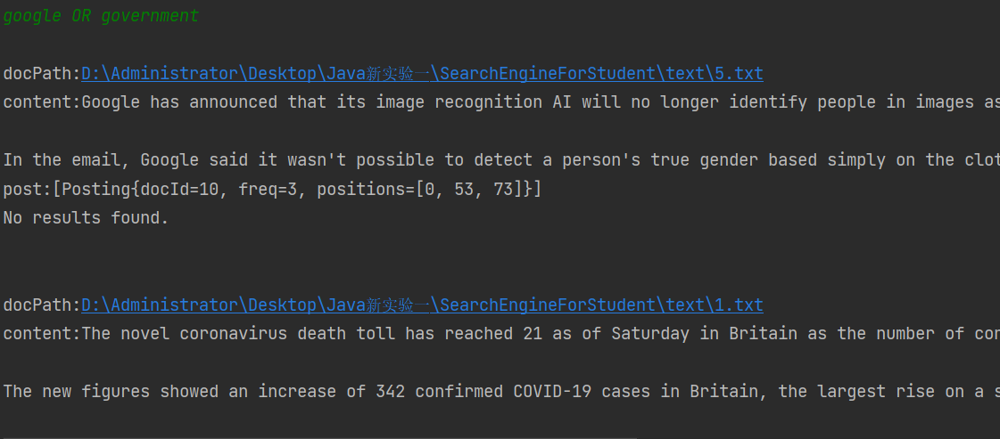 google OR government
docPath:D:\Administrator\Desktop\Java新实验一\SearchEngineForStudent\text\5.txt
content:Google has announced that its image recognition AI will no longer identify people in images as
In the email, Google said it wasn't possible to detect a person's true gender based simply on the
post:[Posting{docId=10, freq=3, positions=[0, 53, 73]}]
No results found.
docPath:D:\Administrator\Desktop\Java新实验一\SearchEngineForStudent\text\1.txt
content:The novel coronavirus death toll has reached 21 as of Saturday in Britain as the number of
The new figures showed an increase of 342 confirmed COVID-19 cases in Britain, the largest rise on a